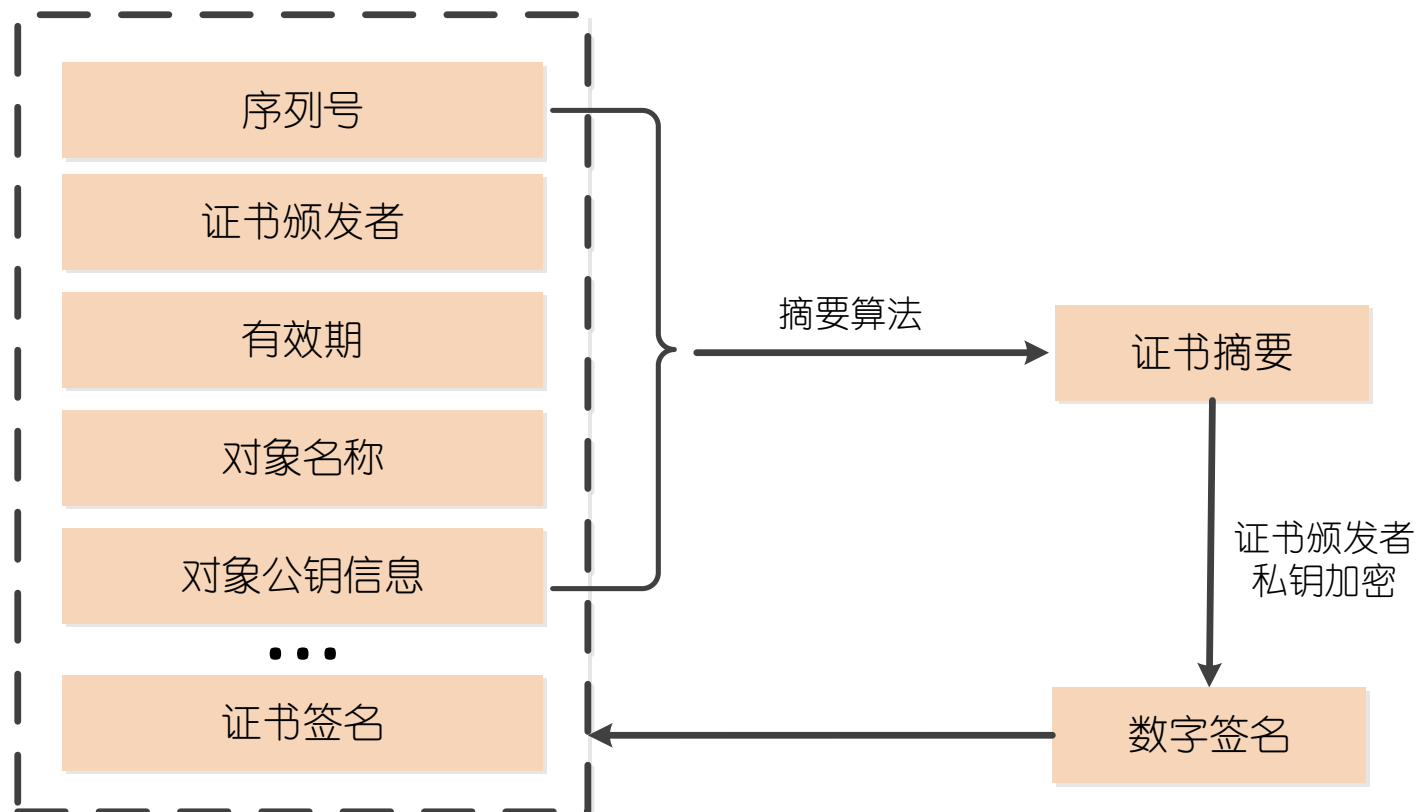 序列号
证书颁发者
有效期
对象名称
对象公钥信息
...
证书签名
摘要算法
证书摘要
证书颁发者
私钥加密
数字签名